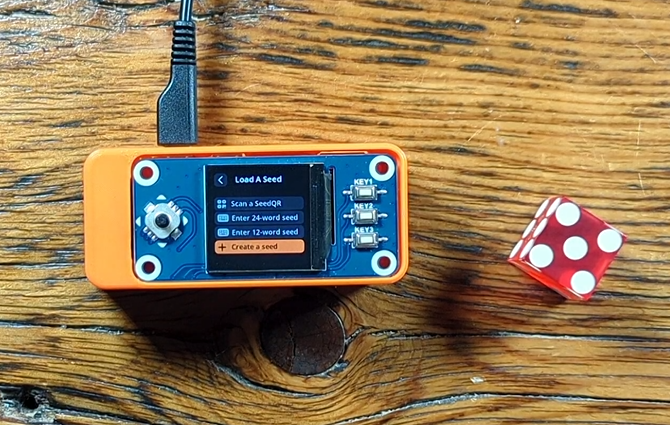 Load A Seed
Scan a SeedQR
Enter 24-word seed
Enter 12-word seed
Create a seed
KEY1
KEY2
KEY3